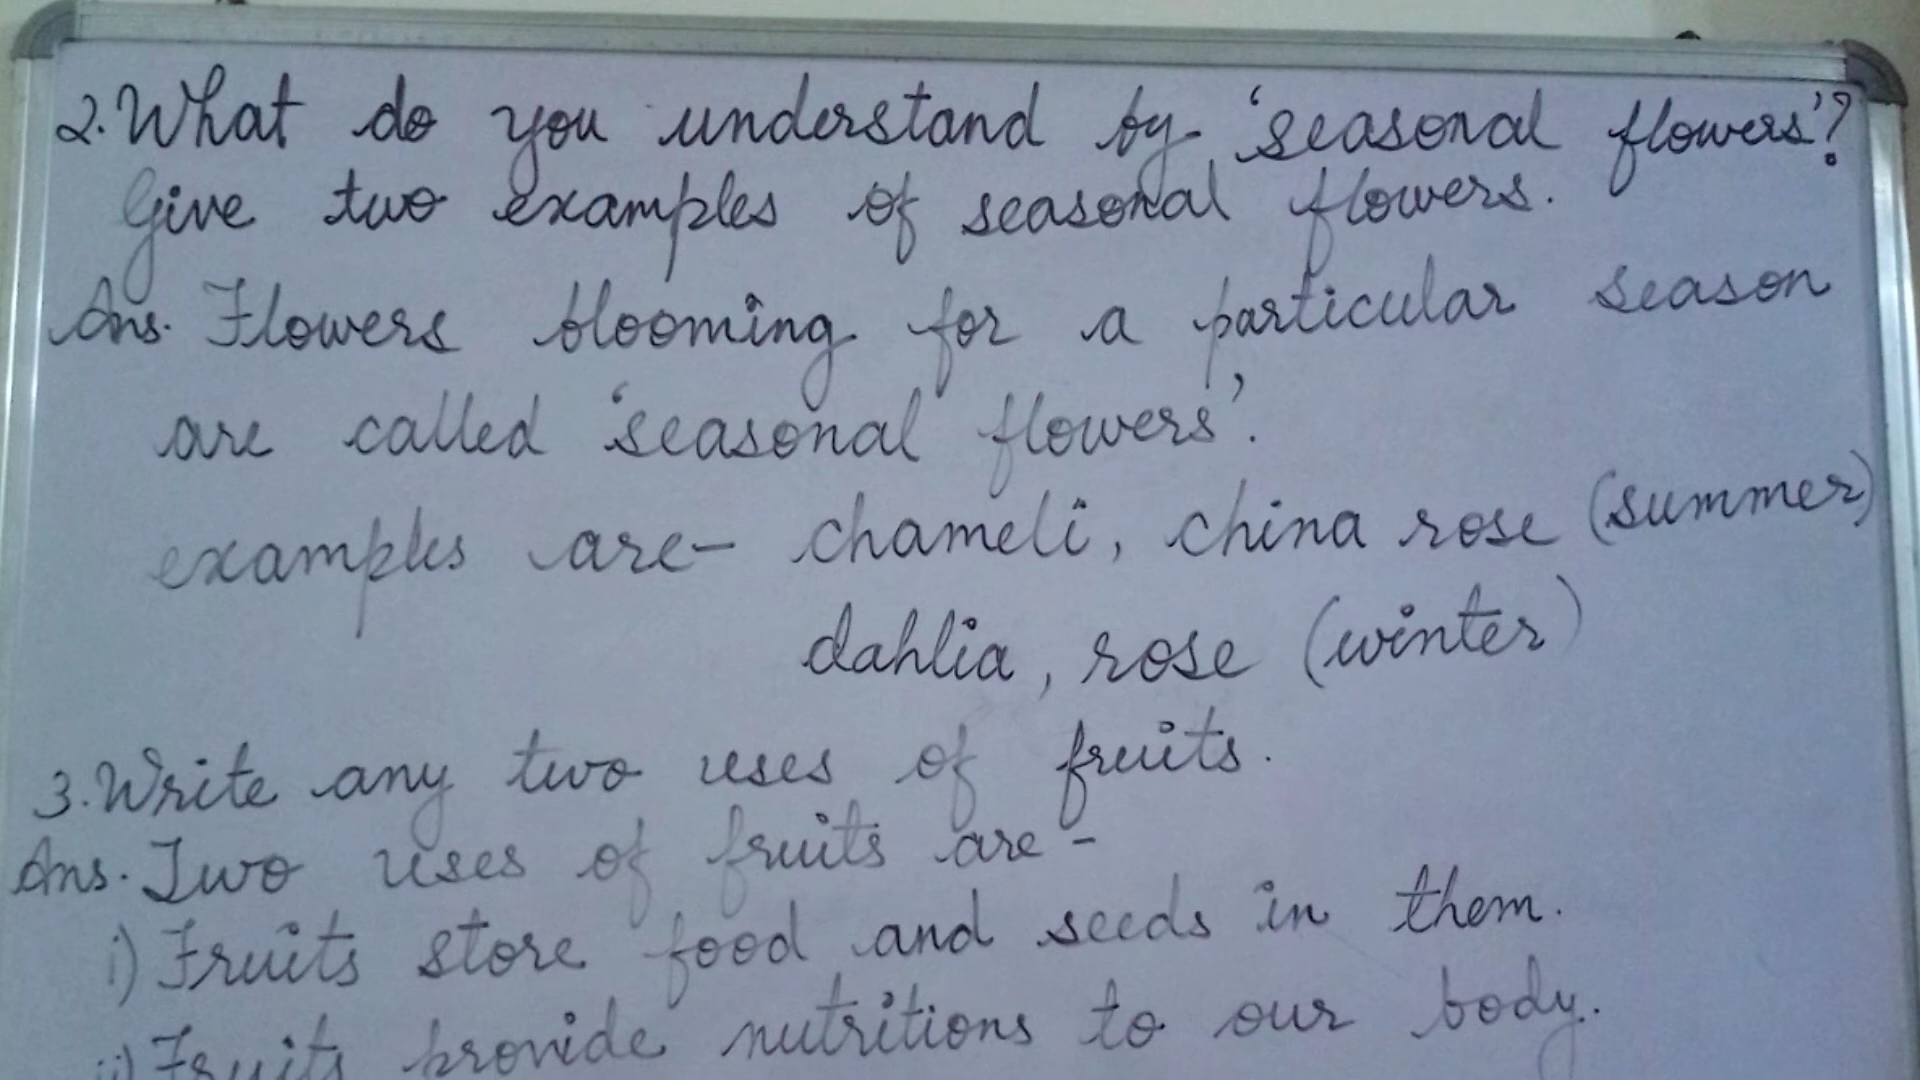 2. What do you understand by 'seasonal flowers'?
Give two examples of seasonal flowers.
Ans. Flowers blooming for a particular season
are called 'seasonal flowers'.
examples are- chameli, china rose (summer)
dahlia, rose (winter)
3. Write any two uses of fruits.
Ans. Two uses of fruits are -
i) Fruits store food and seeds in them.
ii) Fruits provide nutritions to our body.